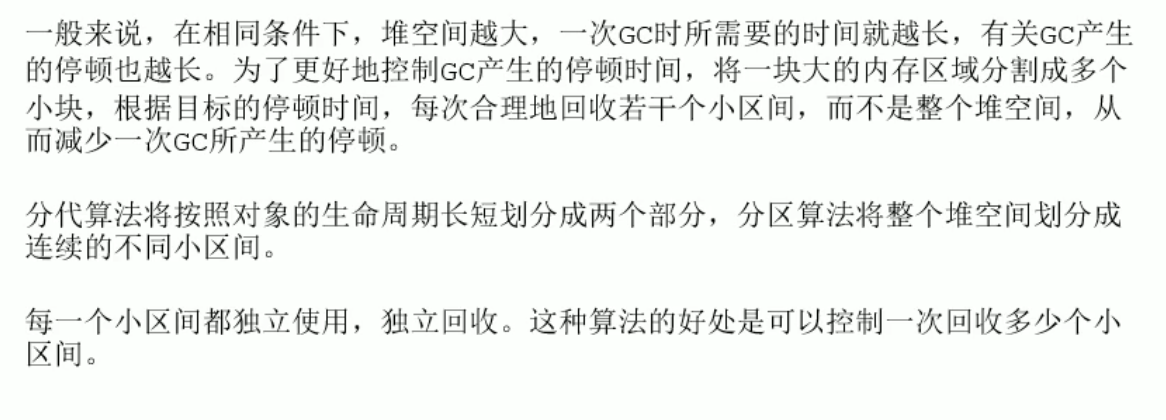 一般来说，在相同条件下，堆空间越大，一次GC时所需要的时间就越长，有关GC产生
的停顿也越长。为了更好地控制GC产生的停顿时间，将一块大的内存区域分割成多个
小块，根据目标的停顿时间，每次合理地回收若干个小区间，而不是整个堆空间，从
而减少一次GC所产生的停顿。
分代算法将按照对象的生命周期长短划分成两个部分，分区算法将整个堆空间划分成
连续的不同小区间。
每一个小区间都独立使用，独立回收。这种算法的好处是可以控制一次回收多少个小
区间。